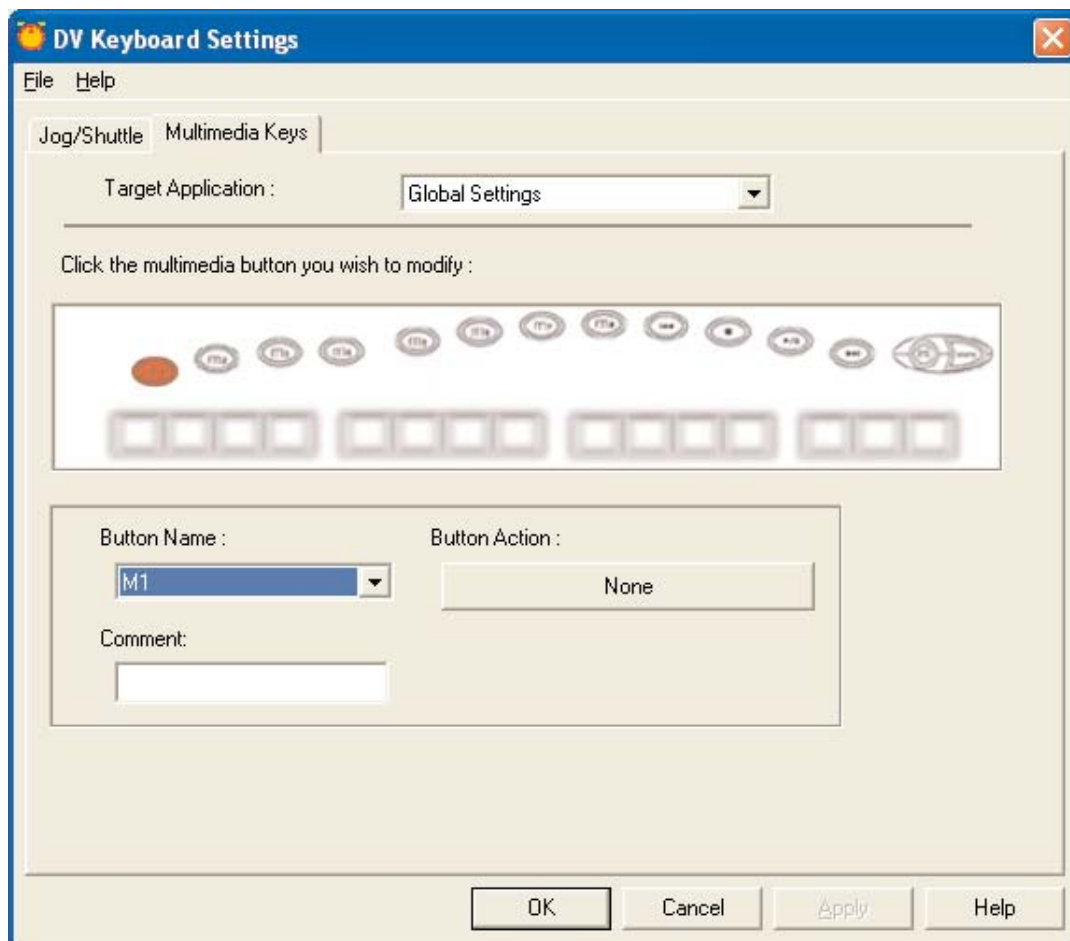 DV Keyboard Settings
File Help
Jog/Shuttle Multimedia Keys
Target Application : Global Settings
Click the multimedia button you wish to modify :
Button Name : Button Action :
M1 None
Comment:
OK Cancel Apply Help